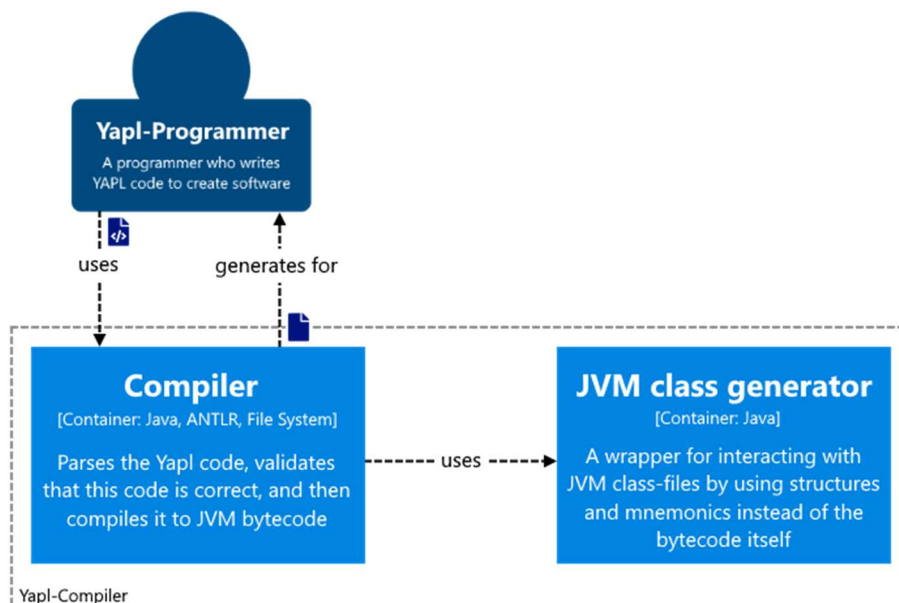 Yapl-Programmer
A programmer who writes
YAPL code to create software
uses
generates for
Compiler
[Container: Java, ANTLR, File System]
Parses the Yapl code, validates
that this code is correct, and then
compiles it to JVM bytecode
uses
JVM class generator
[Container: Java]
A wrapper for interacting with
JVM class-files by using structures
and mnemonics instead of the
bytecode itself
Yapl-Compiler